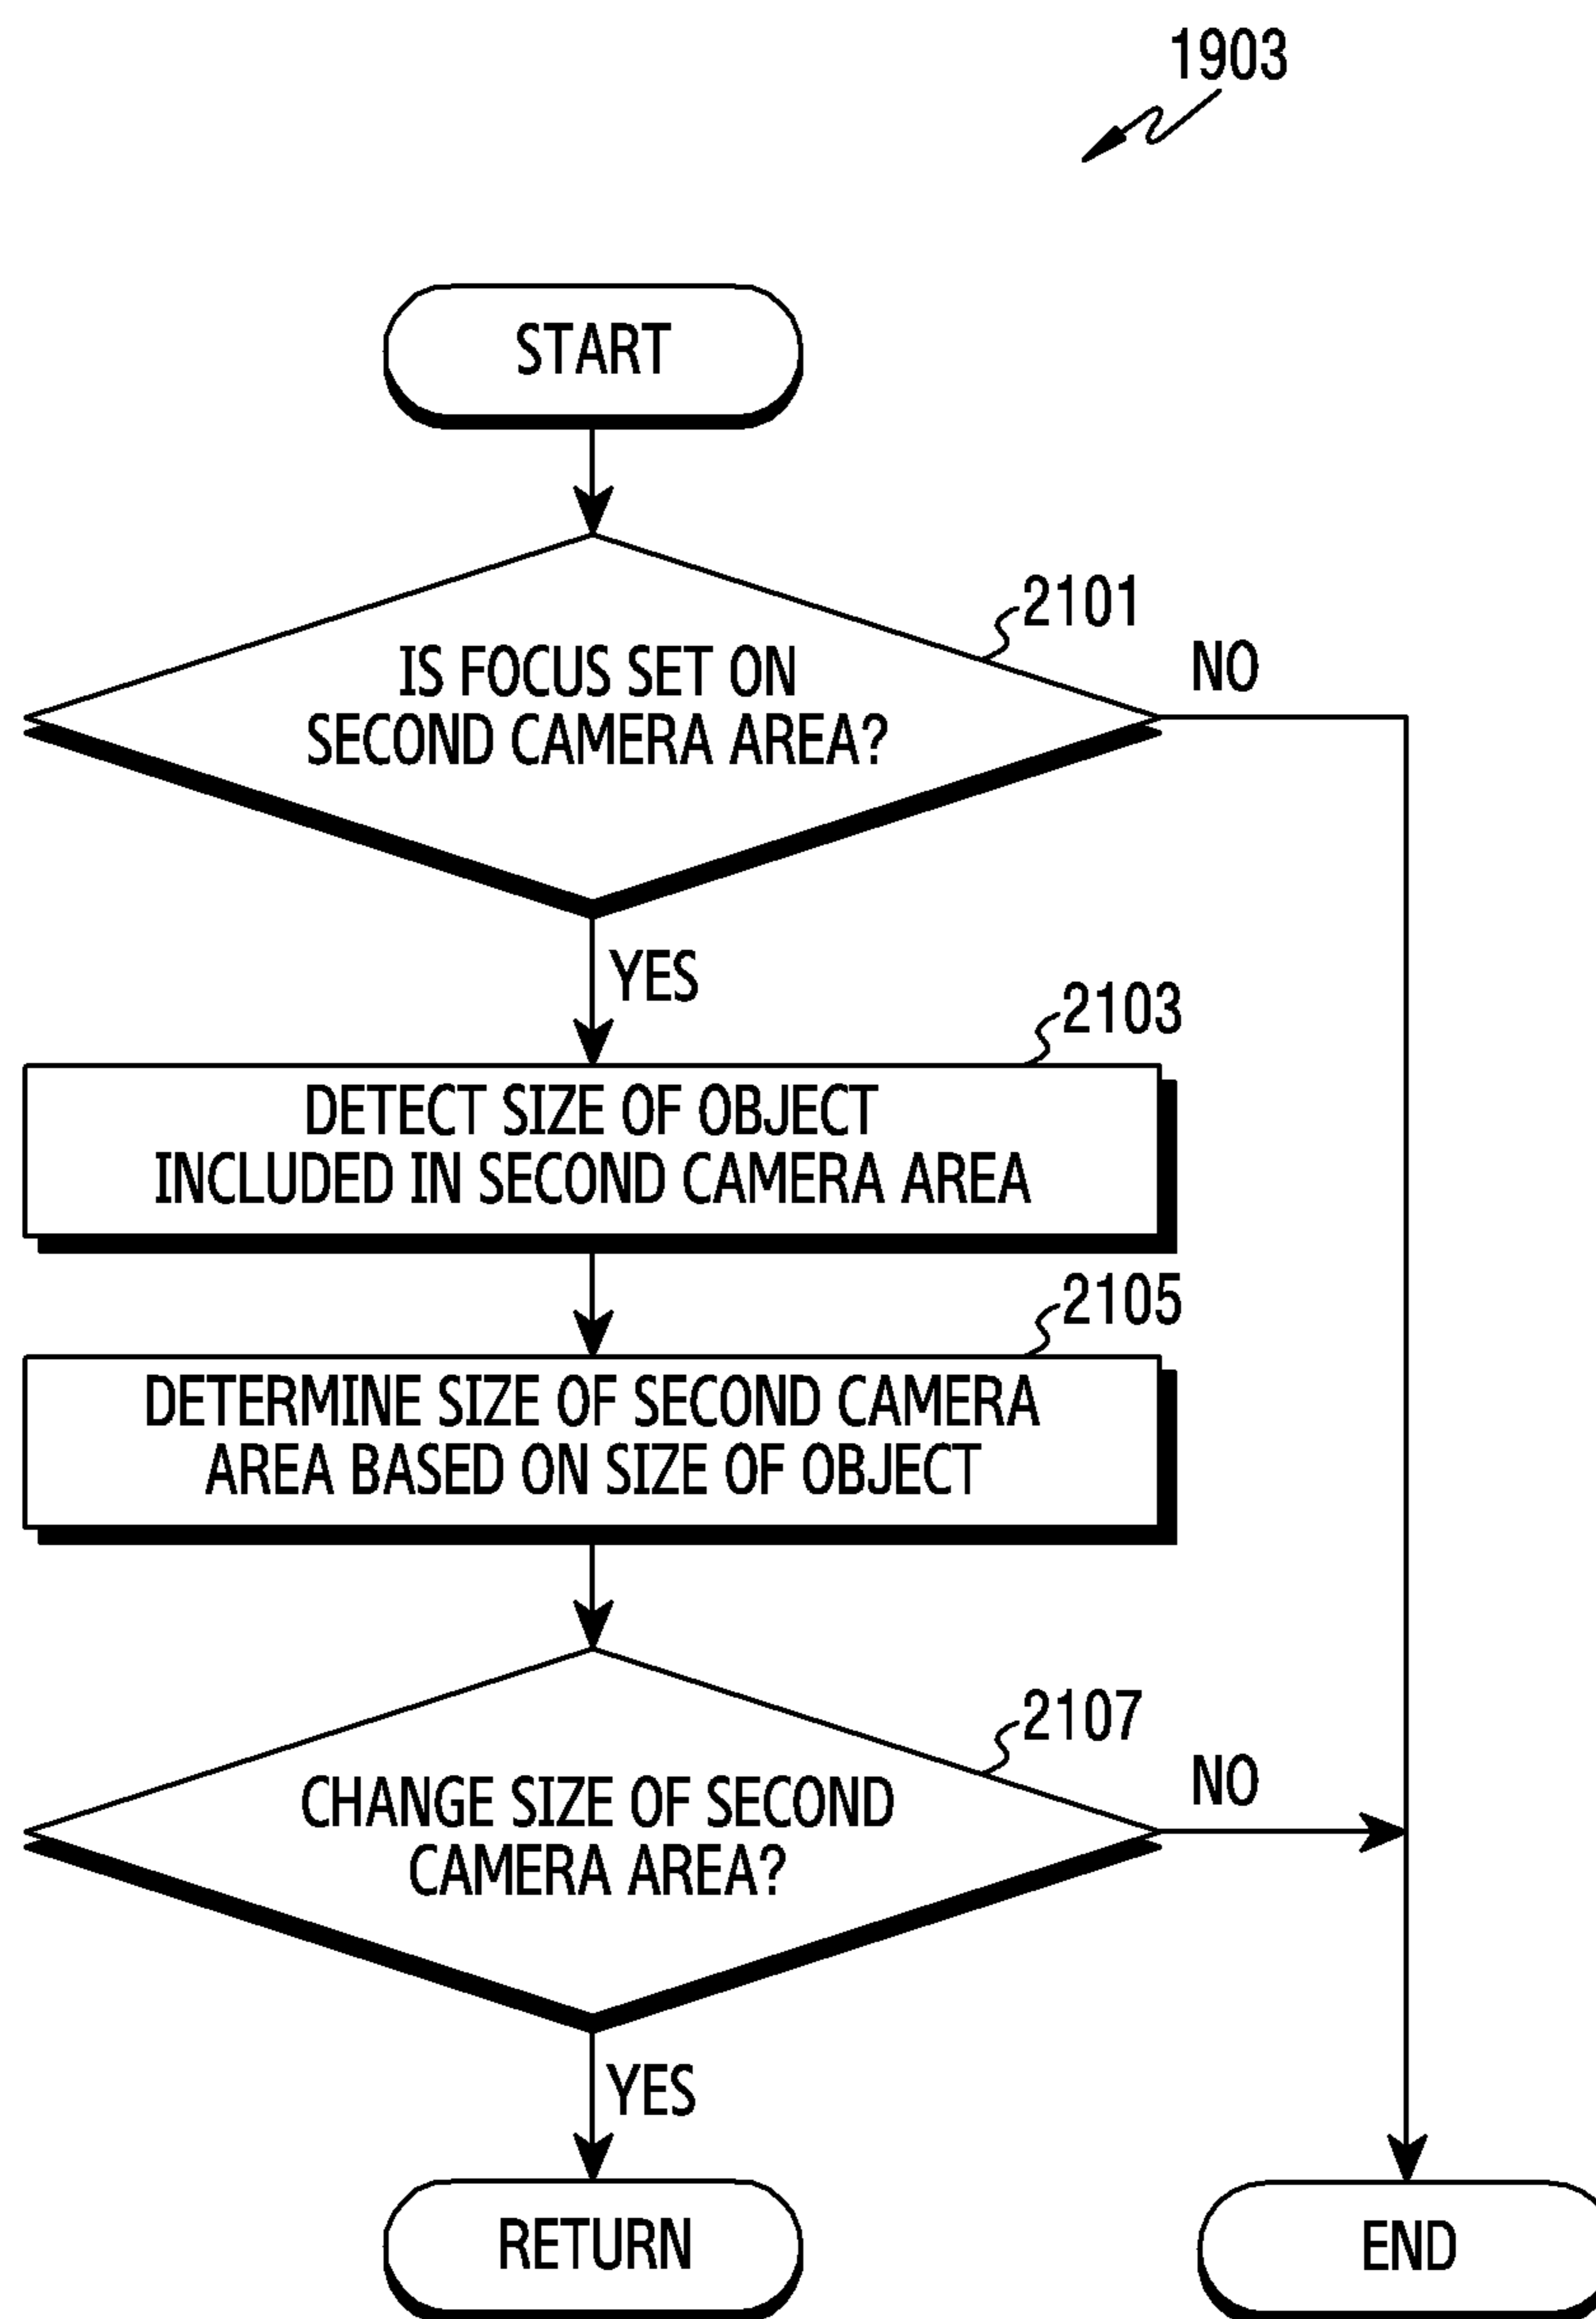 1903
START
2101
IS FOCUS SET ON
SECOND CAMERA AREA?
NO
YES
2103
DETECT SIZE OF OBJECT
INCLUDED IN SECOND CAMERA AREA
2105
DETERMINE SIZE OF SECOND CAMERA
AREA BASED ON SIZE OF OBJECT
2107
CHANGE SIZE OF SECOND
CAMERA AREA?
NO
YES
RETURN
END